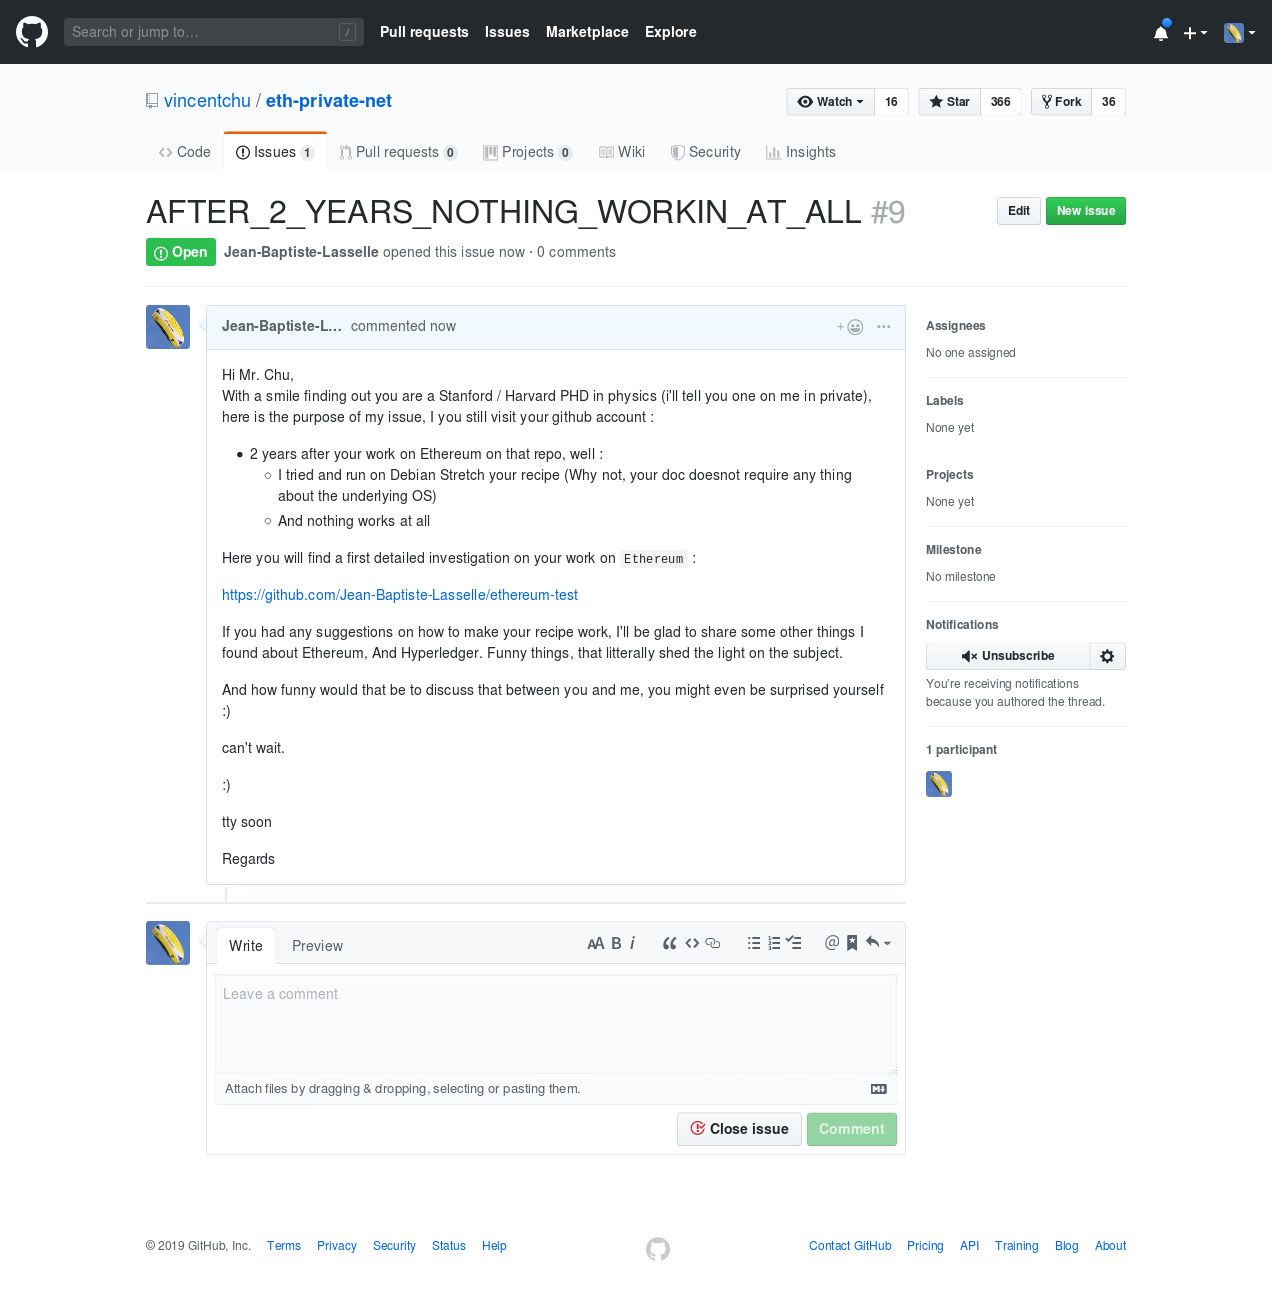 Search or jump to…
/
Pull requests Issues Marketplace Explore
vincentchu / eth-private-net
Watch 16 Star 366 Fork 36
Code Issues 1 Pull requests 0 Projects 0 Wiki Security Insights
AFTER_2_YEARS_NOTHING_WORKIN_AT_ALL #9
Edit New issue
Open Jean-Baptiste-Lasselle opened this issue now · 0 comments
Jean-Baptiste-L… commented now
Hi Mr. Chu,
With a smile finding out you are a Stanford / Harvard PHD in physics (i'll tell you one on me in private),
here is the purpose of my issue, I you still visit your github account :
2 years after your work on Ethereum on that repo, well :
I tried and run on Debian Stretch your recipe (Why not, your doc doesnot require any thing
about the underlying OS)
And nothing works at all
Here you will find a first detailed investigation on your work on Ethereum :
https://github.com/Jean-Baptiste-Lasselle/ethereum-test
If you had any suggestions on how to make your recipe work, I'll be glad to share some other things I
found about Ethereum, And Hyperledger. Funny things, that litterally shed the light on the subject.
And how funny would that be to discuss that between you and me, you might even be surprised yourself
:)
can't wait.
:)
tty soon
Regards
Assignees
No one assigned
Labels
None yet
Projects
None yet
Milestone
No milestone
Notifications
Unsubscribe
You're receiving notifications
because you authored the thread.
1 participant
Write Preview
AA B i
@
Leave a comment
Attach files by dragging & dropping, selecting or pasting them.
Close issue Comment
© 2019 GitHub, Inc. Terms Privacy Security Status Help
Contact GitHub Pricing API Training Blog About